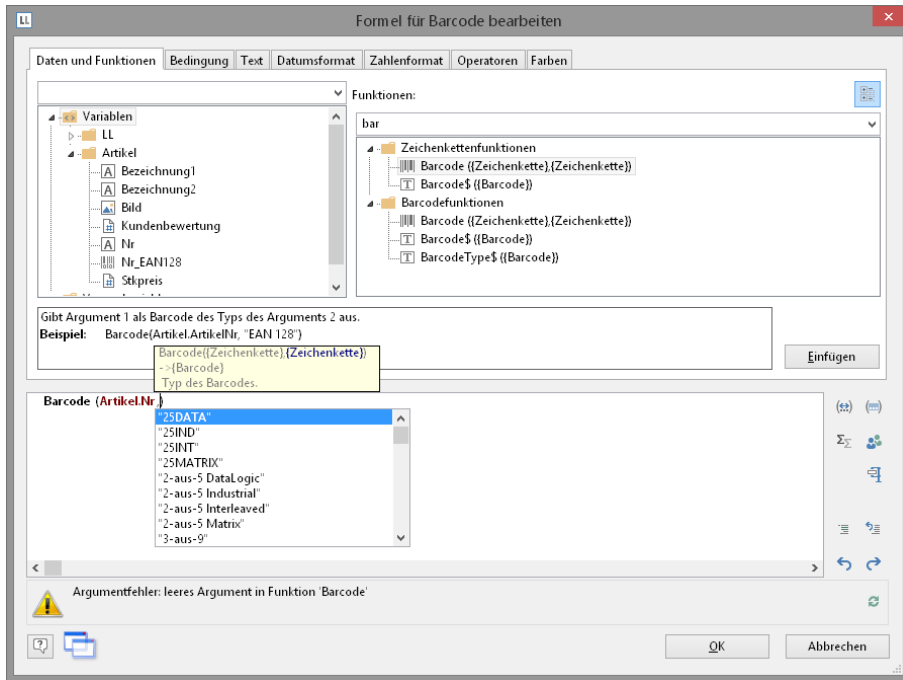 LL
Formel für Barcode bearbeiten
Daten und Funktionen Bedingung Text Datumsformat Zahlenformat Operatoren Farben
Funktionen:
Variablen
LL
Artikel
Bezeichnung1
Bezeichnung2
Bild
Kundenbewertung
Nr
Nr_EAN128
Stkpreis
bar
Zeichenkettenfunktionen
Barcode ({Zeichenkette},{Zeichenkette})
Barcode$ ({Barcode})
Barcodefunktionen
Barcode ({Zeichenkette},{Zeichenkette})
Barcode$ ({Barcode})
BarcodeType$ ({Barcode})
Gibt Argument 1 als Barcode des Typs des Arguments 2 aus.
Beispiel: Barcode(Artikel.ArtikelNr, "EAN 128")
Barcode({Zeichenkette},{Zeichenkette})
->{Barcode}
Typ des Barcodes.
Einfügen
Barcode (Artikel.Nr,)
"25DATA"
"25IND"
"25INT"
"25MATRIX"
"2-aus-5 DataLogic"
"2-aus-5 Industrial"
"2-aus-5 Interleaved"
"2-aus-5 Matrix"
"3-aus-9"
Argumentfehler: leeres Argument in Funktion 'Barcode'
OK Abbrechen